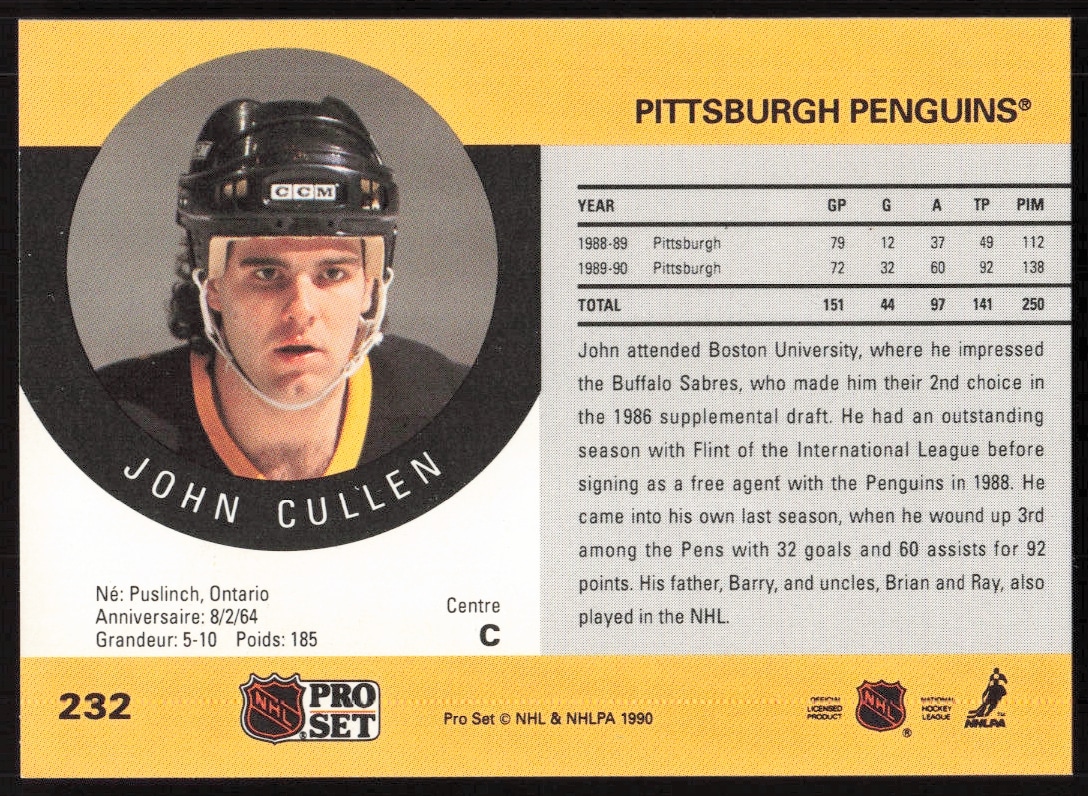 PITTSBURGH PENGUINS®
CCM
JOHN CULLEN
Né: Puslinch, Ontario
Anniversaire: 8/2/64
Grandeur: 5-10 Poids: 185
Centre
C
YEAR GP G A TP PIM
1988-89 Pittsburgh 79 12 37 49 112
1989-90 Pittsburgh 72 32 60 92 138
TOTAL 151 44 97 141 250
John attended Boston University, where he impressed
the Buffalo Sabres, who made him their 2nd choice in
the 1986 supplemental draft. He had an outstanding
season with Flint of the International League before
signing as a free agent with the Penguins in 1988. He
came into his own last season, when he wound up 3rd
among the Pens with 32 goals and 60 assists for 92
points. His father, Barry, and uncles, Brian and Ray, also
played in the NHL.
232
NHL
PRO
SET
®
Pro Set © NHL & NHLPA 1990
OFFICIAL
LICENSED
PRODUCT
NHL
®
NATIONAL
HOCKEY
LEAGUE
NHLPA
™